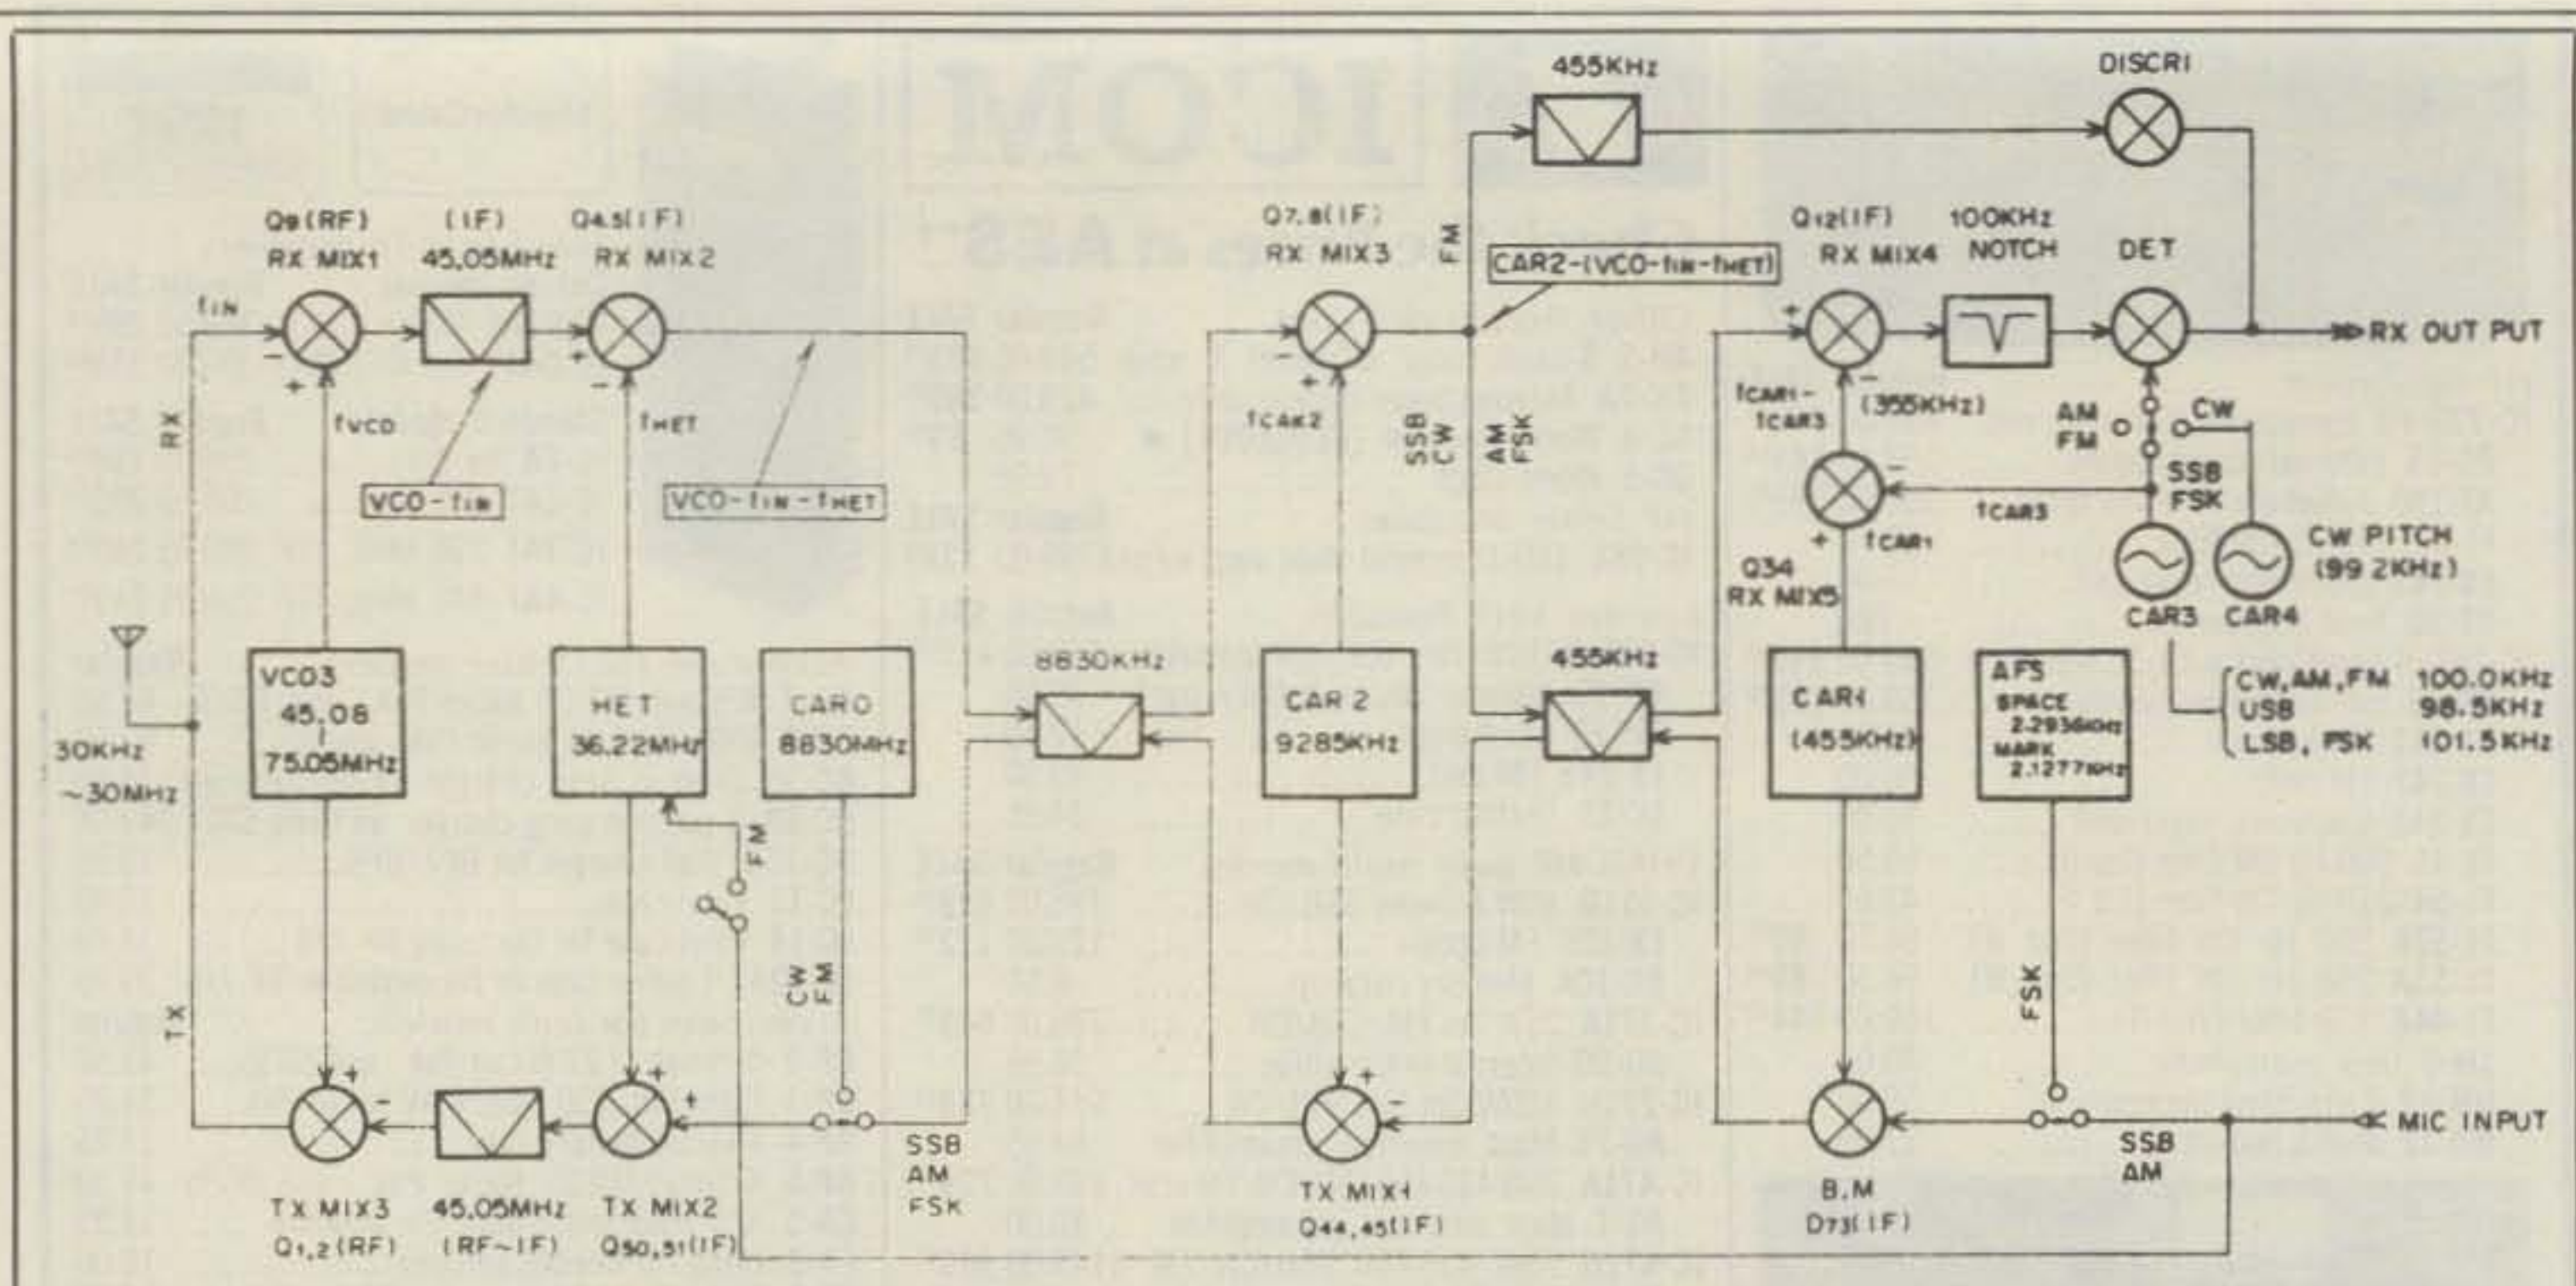 455KHz
DISCRI
Q9(RF)
RX MIX1
(IF)
45.05MHz
Q4.5(IF)
RX MIX2
Q7.8(IF)
RX MIX3
FM
CAR2-(VCO-fIN-fHET)
Q12(IF)
RX MIX4
100KHz
NOTCH
DET
fIN
-
+
+
-
-
+
+
-
RX OUT PUT
RX
fVCO
fHET
fCAR2
SSB
CW
AM
FSK
fCAR1-
fCAR3
(355KHz)
AM
FM
CW
SSB
FSK
VCO-fIN
VCO-fIN-fHET
-
+
fCAR1
fCAR3
Q34
RX MIX5
CW PITCH
(99.2KHz)
CAR3
CAR4
30KHz
~30MHz
VCO3
45.08
75.05MHz
HET
36.22MHz
CAR0
8830MHz
8830KHz
CAR 2
9285KHz
455KHz
CAR1
(455KHz)
AFS
SPACE
2.2936KHz
MARK
2.1277KHz
CW, AM, FM 100.0KHz
USB 98.5KHz
LSB, FSK 101.5KHz
FM
CW
FM
FSK
TX
+
-
+
+
+
-
SSB
AM
FSK
SSB
AM
MIC INPUT
TX MIX3
Q1,2(RF)
45.05MHz
(RF~IF)
TX MIX2
Q50,51(IF)
TX MIX1
Q44,45(IF)
B.M
D73(IF)